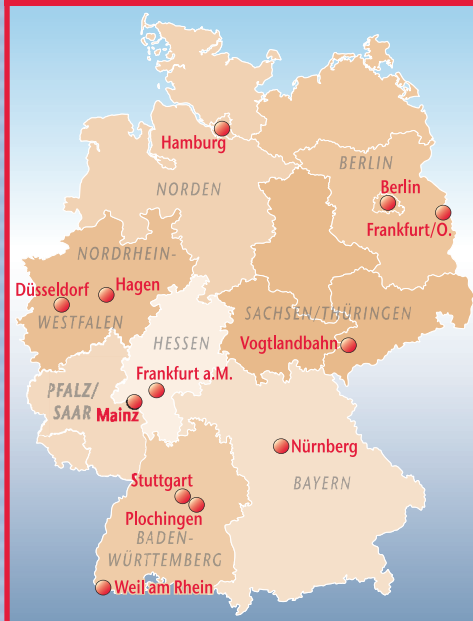 Hamburg
BERLIN
NORDEN
Berlin
Frankfurt/O.
NORDRHEIN-
Düsseldorf
Hagen
WESTFALEN
SACHSEN/THÜRINGEN
HESSEN
Vogtlandbahn
Frankfurt a.M.
PFALZ/
SAAR
Mainz
Nürnberg
Stuttgart
BAYERN
Plochingen
BADEN-
WÜRTTEMBERG
Weil am Rhein